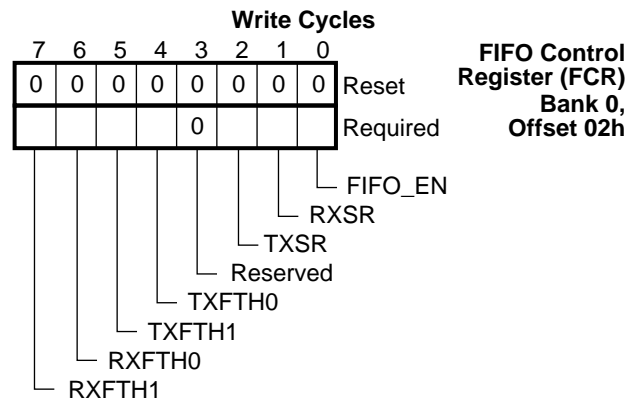 Write Cycles
7 6 5 4 3 2 1 0
FIFO Control
Register (FCR)
Bank 0,
Offset 02h
0 0 0 0 0 0 0 0 Reset
0 Required
FIFO_EN
RXSR
TXSR
Reserved
TXFTH0
TXFTH1
RXFTH0
RXFTH1